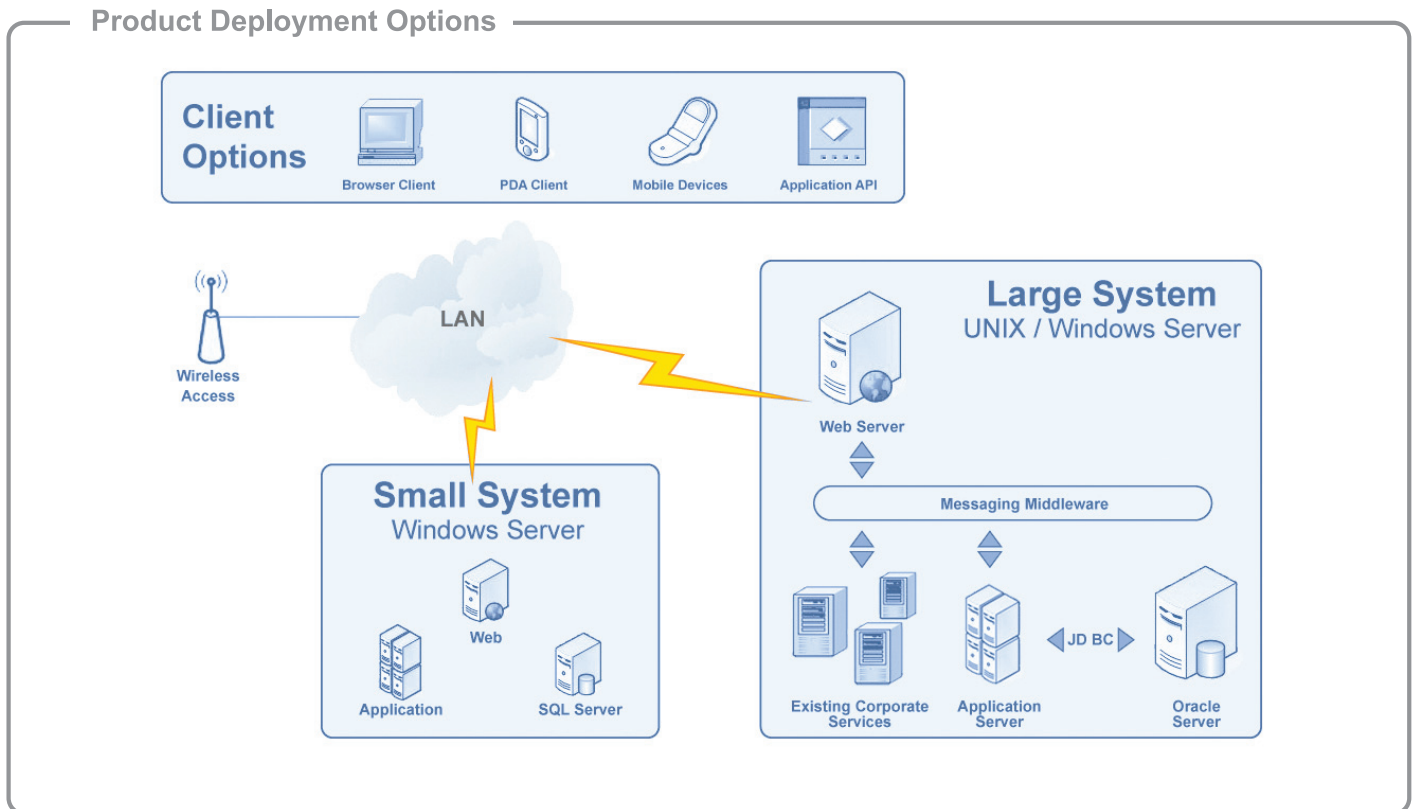 Product Deployment Options
Client
Options
Browser Client
PDA Client
Mobile Devices
Application API
LAN
Wireless
Access
Large System
UNIX / Windows Server
Web Server
Messaging Middleware
Existing Corporate
Services
Application
Server
JD BC
Oracle
Server
Small System
Windows Server
Web
Application
SQL Server